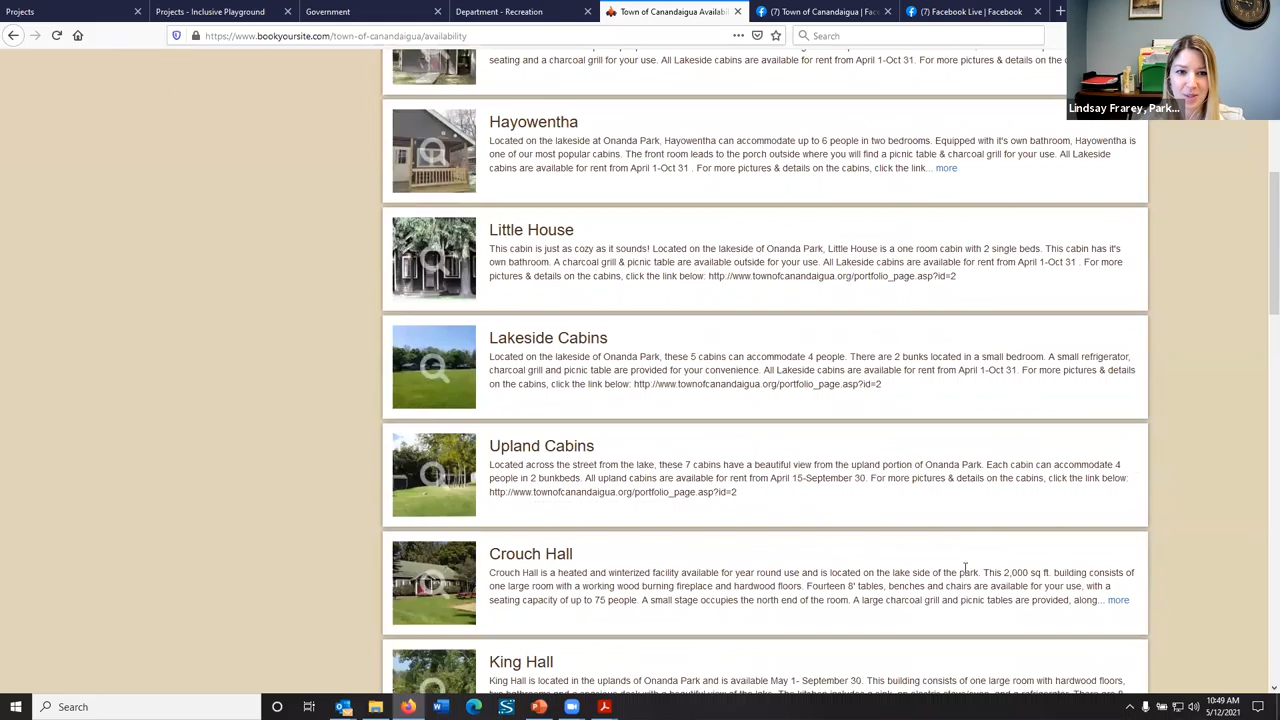 Projects
Projects - Inclusive Playground
Government
Department - Recreation
Town of Canandaigua Availabi
(7) Town of Canandaigua | Face
(7) Facebook Live | Facebook
https://www.bookyoursite.com/town-of-canandaigua/availability
Search
seating and a charcoal grill for your use. All Lakeside cabins are available for rent from April 1-Oct 31. For more pictures & details on the c
Lindsay Frarey, Park...
Hayowentha
Located on the lakeside at Onanda Park, Hayowentha can accommodate up to 6 people in two bedrooms. Equipped with it's own bathroom, Hayowentha is
one of our most popular cabins. The front room leads to the porch outside where you will find a picnic table & charcoal grill for your use. All Lakeside
cabins are available for rent from April 1-Oct 31 . For more pictures & details on the cabins, click the link... more
Little House
This cabin is just as cozy as it sounds! Located on the lakeside of Onanda Park, Little House is a one room cabin with 2 single beds. This cabin has it's
own bathroom. A charcoal grill & picnic table are available outside for your use. All Lakeside cabins are available for rent from April 1-Oct 31 . For more
pictures & details on the cabins, click the link below: http://www.townofcanandaigua.org/portfolio_page.asp?id=2
Lakeside Cabins
Located on the lakeside of Onanda Park, these 5 cabins can accommodate 4 people. There are 2 bunks located in a small bedroom. A small refrigerator,
charcoal grill and picnic table are provided for your convenience. All Lakeside cabins are available for rent from April 1-Oct 31. For more pictures & details
on the cabins, click the link below: http://www.townofcanandaigua.org/portfolio_page.asp?id=2
Upland Cabins
Located across the street from the lake, these 7 cabins have a beautiful view from the upland portion of Onanda Park. Each cabin can accommodate 4
people in 2 bunkbeds. All upland cabins are available for rent from April 15-September 30. For more pictures & details on the cabins, click the link below:
http://www.townofcanandaigua.org/portfolio_page.asp?id=2
Crouch Hall
Crouch Hall is a heated and winterized facility available for year round use and is located on the lake side of the park. This 2,000 sq ft. building consists of
one large room with a working wood burning fireplace and hardwood floors. Fourteen 8' tables, benches and chairs are available for your use, with a
seating capacity of up to 75 people. A small stage occupies the north end of the room. A large charcoal grill and picnic tables are provided, along... more
King Hall
King Hall is located in the uplands of Onanda Park and is available May 1- September 30. This building consists of one large room with hardwood floors,
Search
10:49 AM
5/12/2021